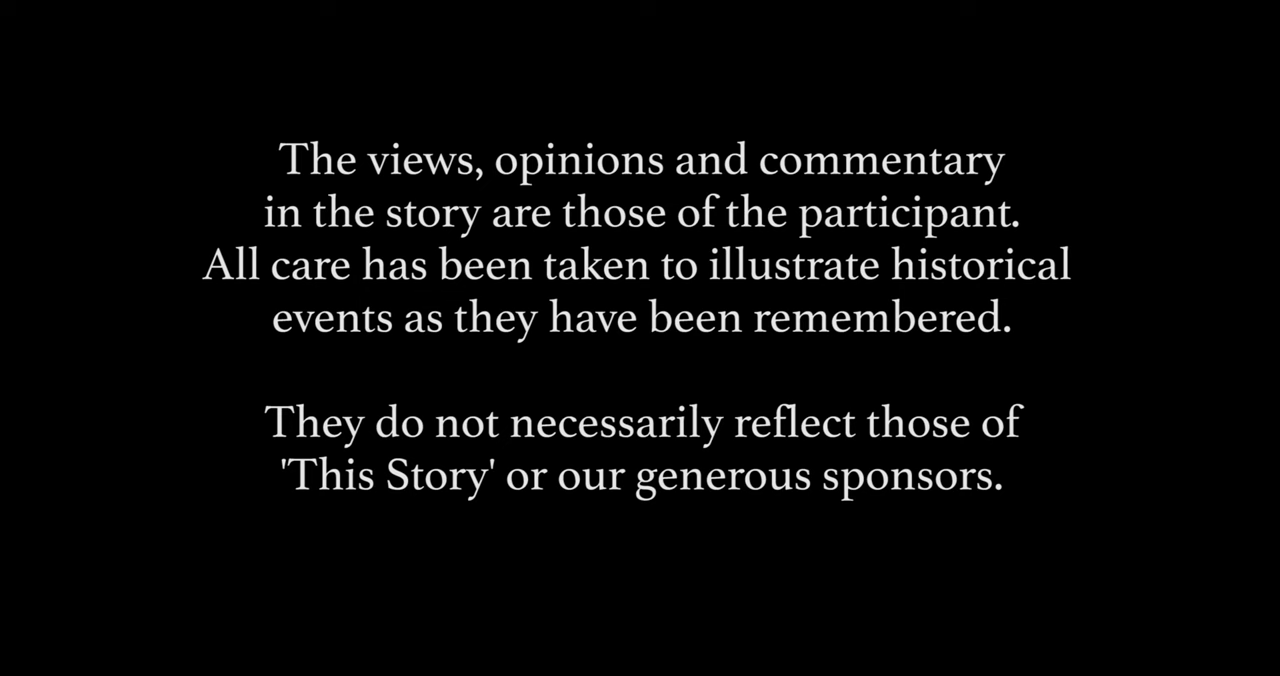 The views, opinions and commentary
in the story are those of the participant.
All care has been taken to illustrate historical
events as they have been remembered.
They do not necessarily reflect those of
'This Story' or our generous sponsors.